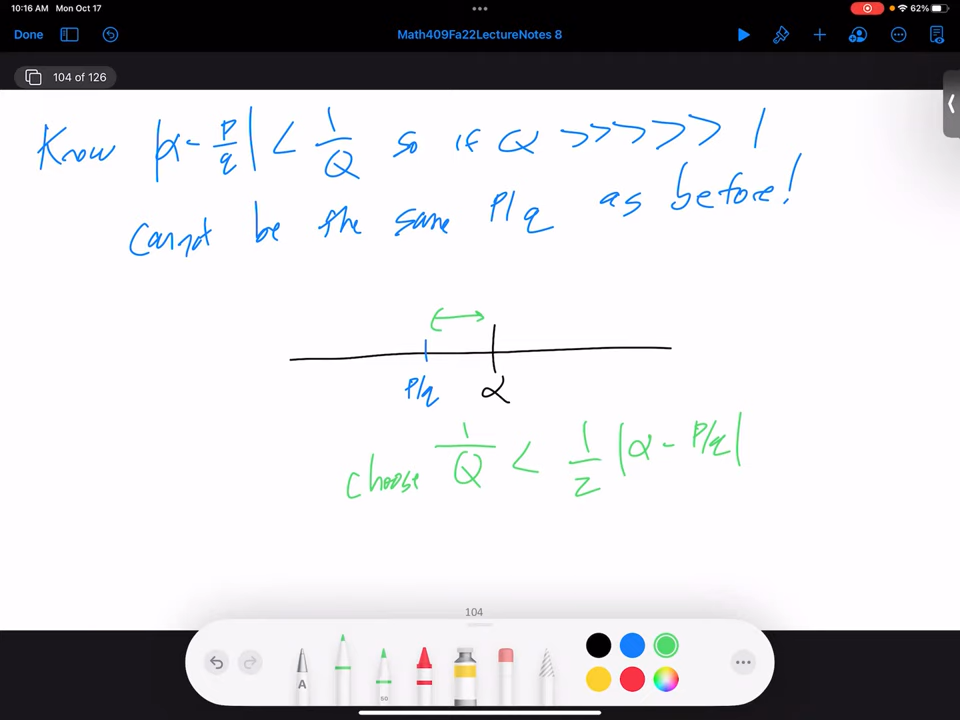 10:16 AM Mon Oct 17
62%
Done
Math409Fa22LectureNotes 8
104 of 126
Know |α - p/q| < 1/Q so if Q >>>>> 1
cannot be the same P/q as before!
P/q α
choose 1/Q < 1/2 |α - P/q|
104
A
50